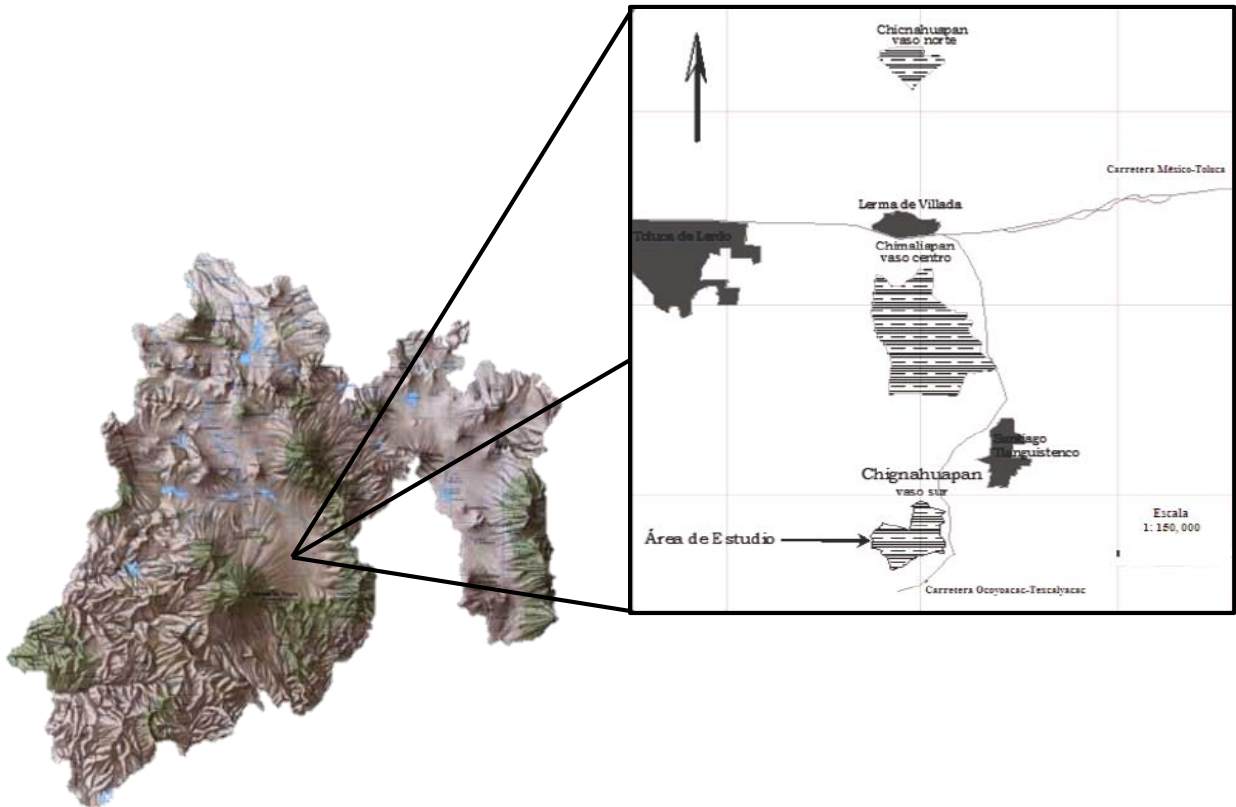 Chicnahuapan
vaso norte
Carretera México-Toluca
Lerma de Villada
Toluca de Lerdo
Chimaliapan
vaso centro
Santiago
Tianguistenco
Chignahuapan
vaso sur
Escala
1: 150, 000
Área de Estudio
Carretera Ocoyoacac-Texcalyacac